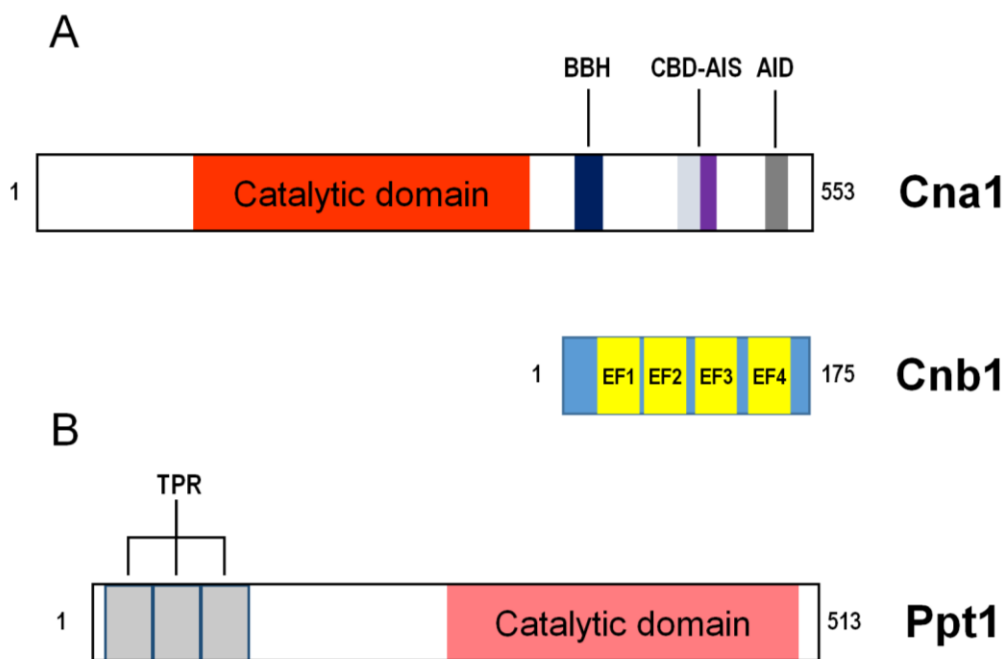 A
BBH CBD-AIS AID
1 Catalytic domain 553 Cna1
1 EF1 EF2 EF3 EF4 175 Cnb1
B
TPR
1 Catalytic domain 513 Ppt1